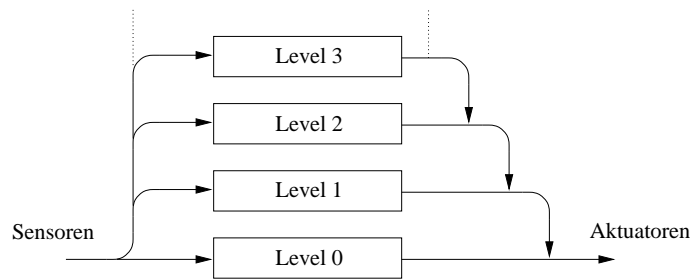 Level 3
Level 2
Level 1
Sensoren
Aktuatoren
Level 0